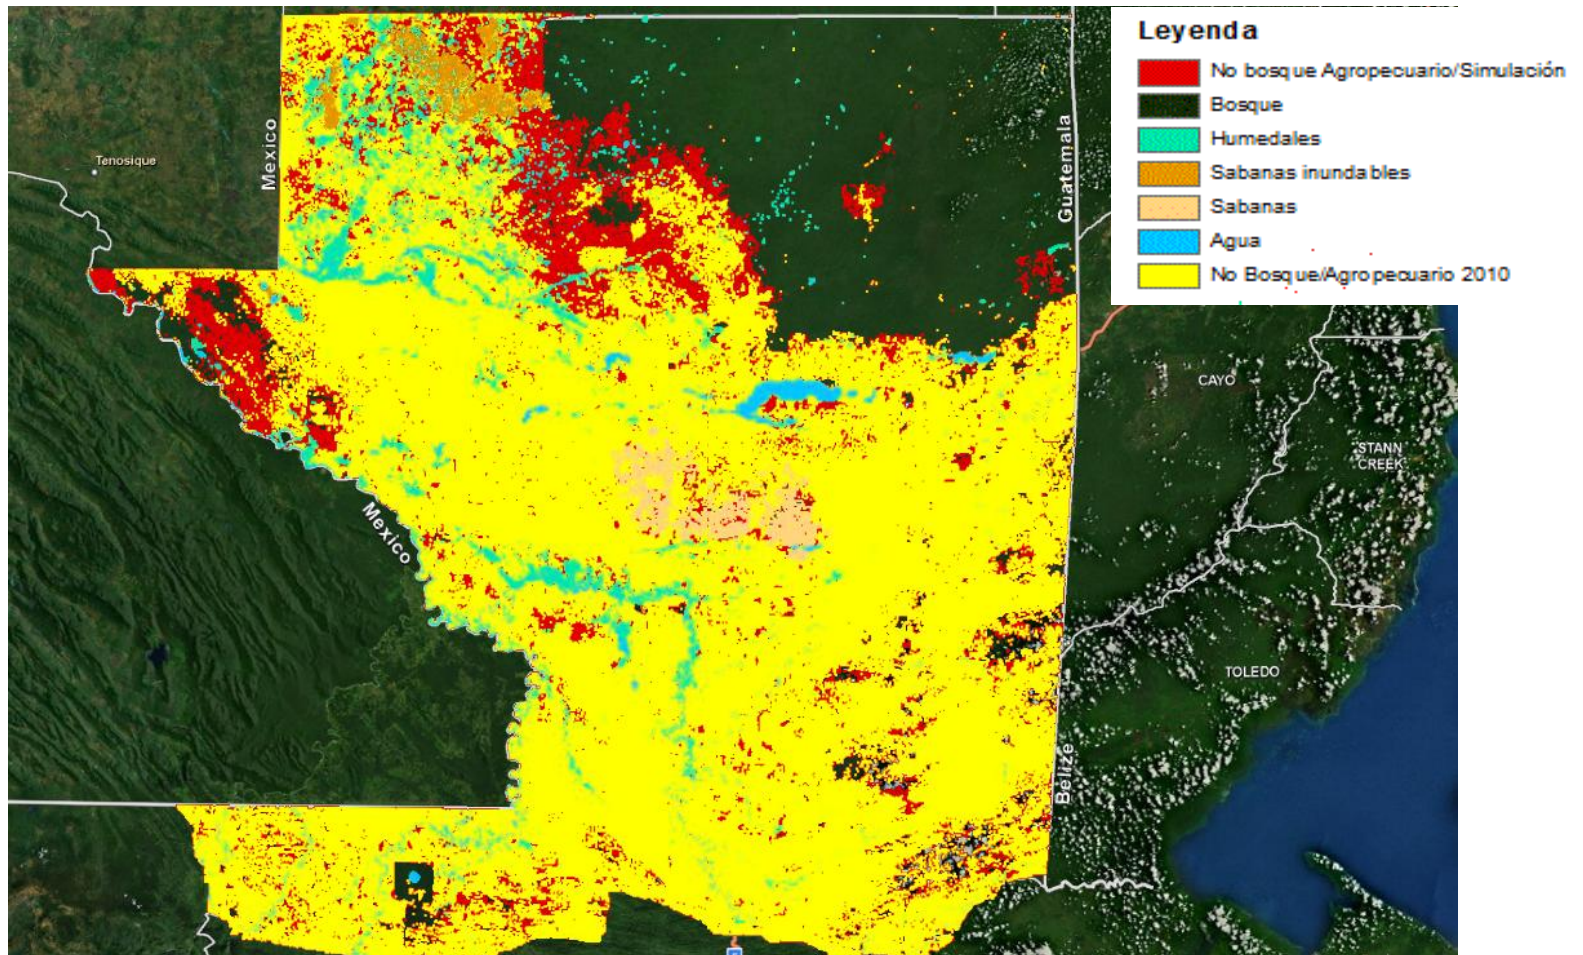 Leyenda
No bosque Agropecuario/Simulación
Bosque
Humedales
Sabanas inundables
Sabanas
Agua
No Bosque/Agropecuario 2010
Tenosique
Mexico
Guatemala
CAYO
STANN
CREEK
Mexico
TOLEDO
Belize